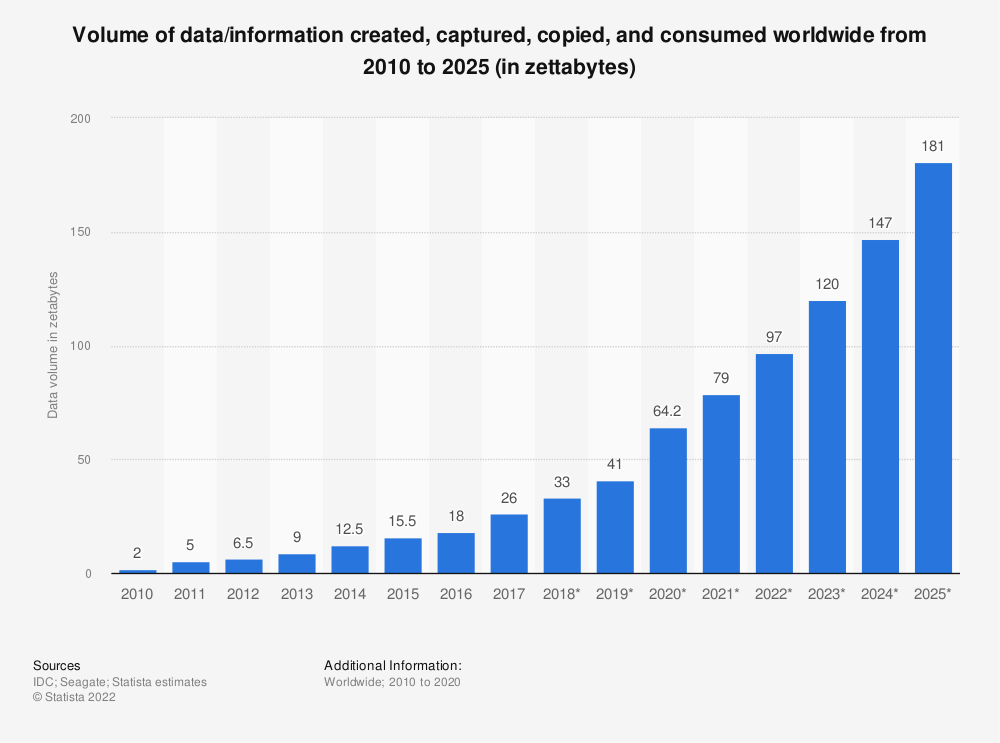 Volume of data/information created, captured, copied, and consumed worldwide from
2010 to 2025 (in zettabytes)
200
150
100
50
0
Data volume in zetabytes
2
5
6.5
9
12.5
15.5
18
26
33
41
64.2
79
97
120
147
181
2010 2011 2012 2013 2014 2015 2016 2017 2018* 2019* 2020* 2021* 2022* 2023* 2024* 2025*
Sources
IDC; Seagate; Statista estimates
© Statista 2022
Additional Information:
Worldwide; 2010 to 2020